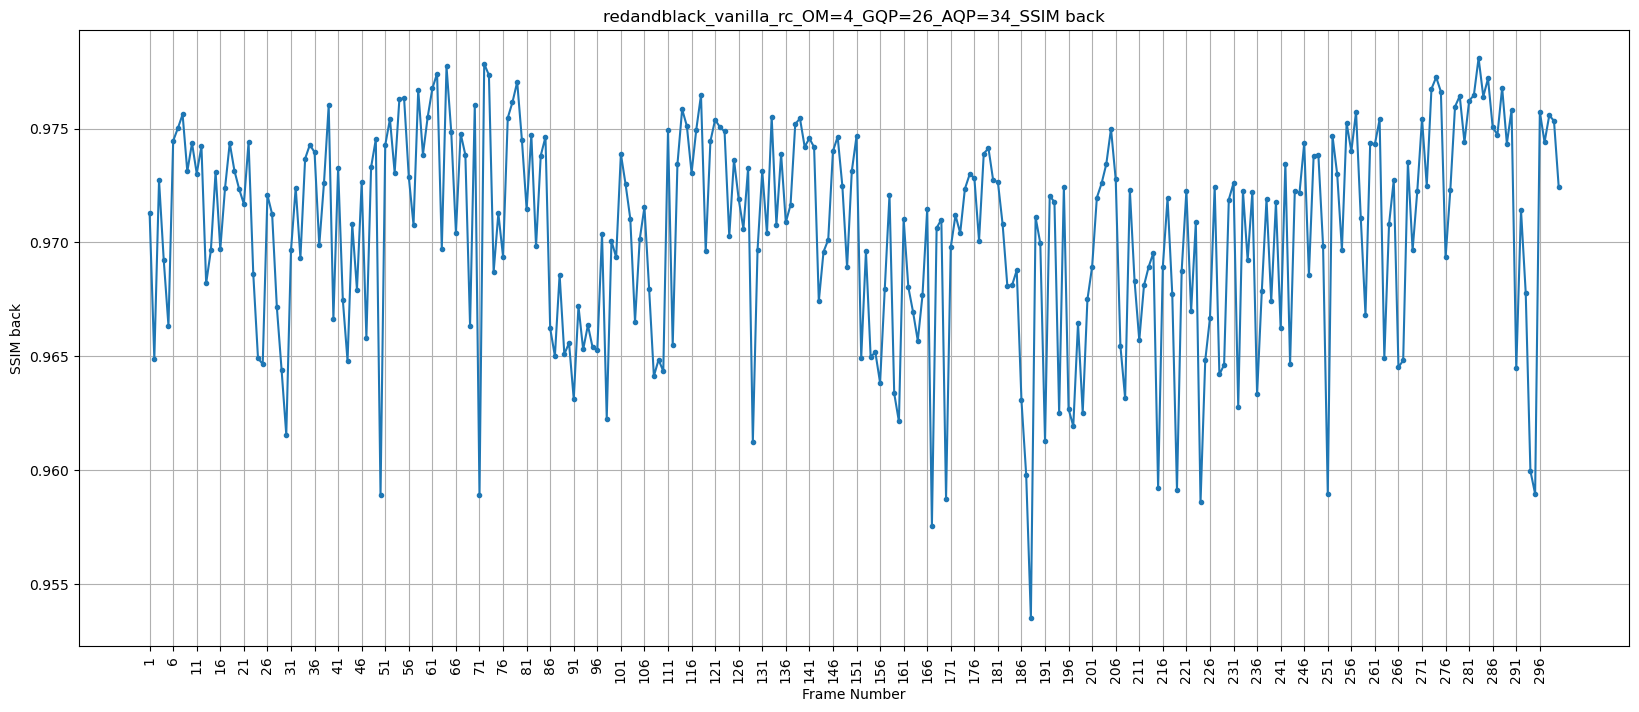 redandblack_vanilla_rc_OM=4_GQP=26_AQP=34_SSIM back
SSIM back
0.975
0.970
0.965
0.960
0.955
1 6 11 16 21 26 31 36 41 46 51 56 61 66 71 76 81 86 91 96 101 106 111 116 121 126 131 136 141 146 151 156 161 166 171 176 181 186 191 196 201 206 211 216 221 226 231 236 241 246 251 256 261 266 271 276 281 286 291 296
Frame Number